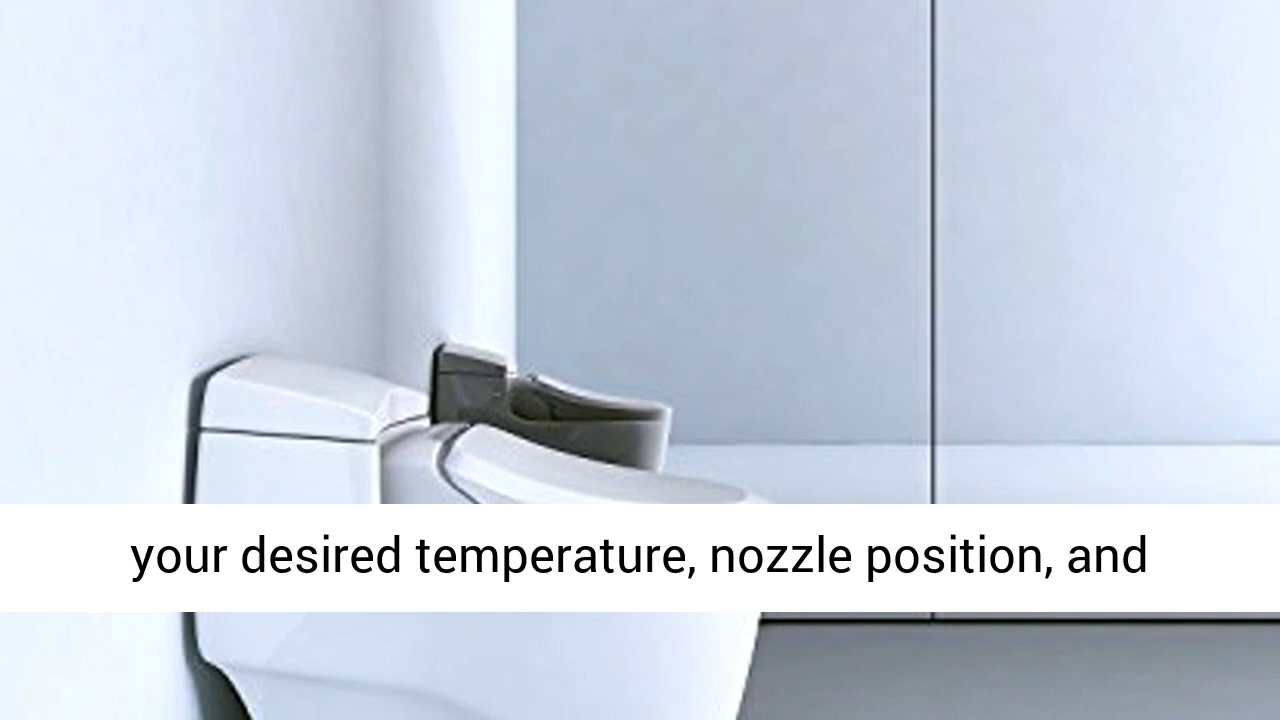 your desired temperature, nozzle position, and